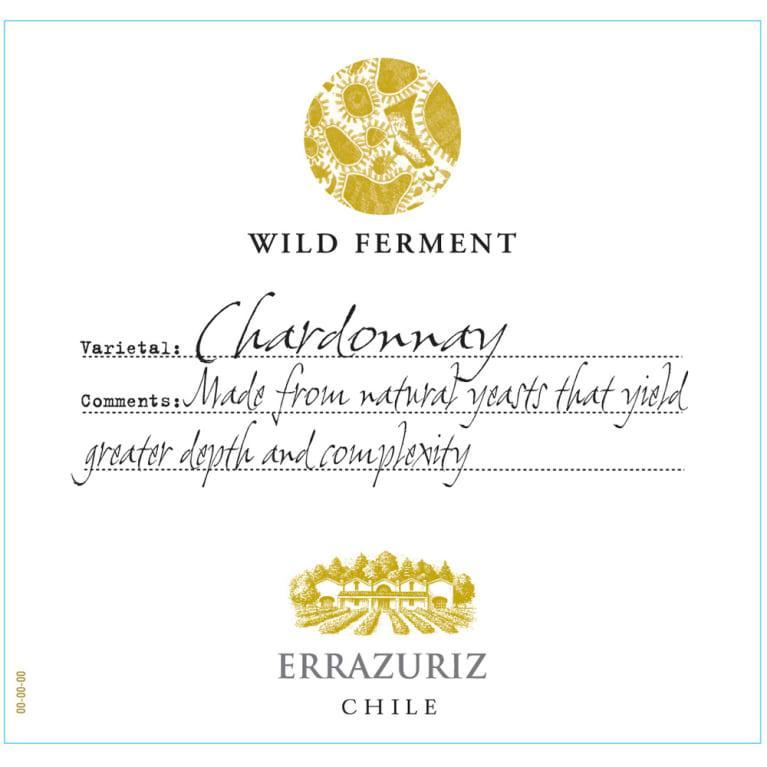 WILD FERMENT
Varietal: Chardonnay
Comments: Made from natural yeasts that yield
greater depth and complexity
ERRAZURIZ
CHILE
00-00-00